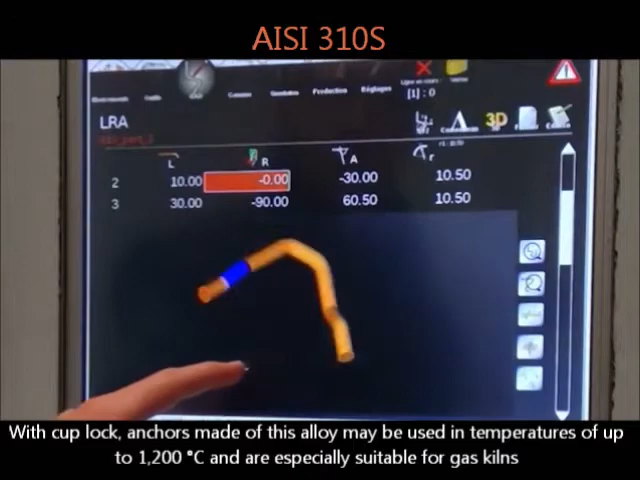 AISI 310S
Production
Réglages
[1] : 0
LRA
3D
L R A r
2 10.00 -0.00 -30.00 10.50
3 30.00 -90.00 60.50 10.50
With cup lock, anchors made of this alloy may be used in temperatures of up
to 1,200 °C and are especially suitable for gas kilns